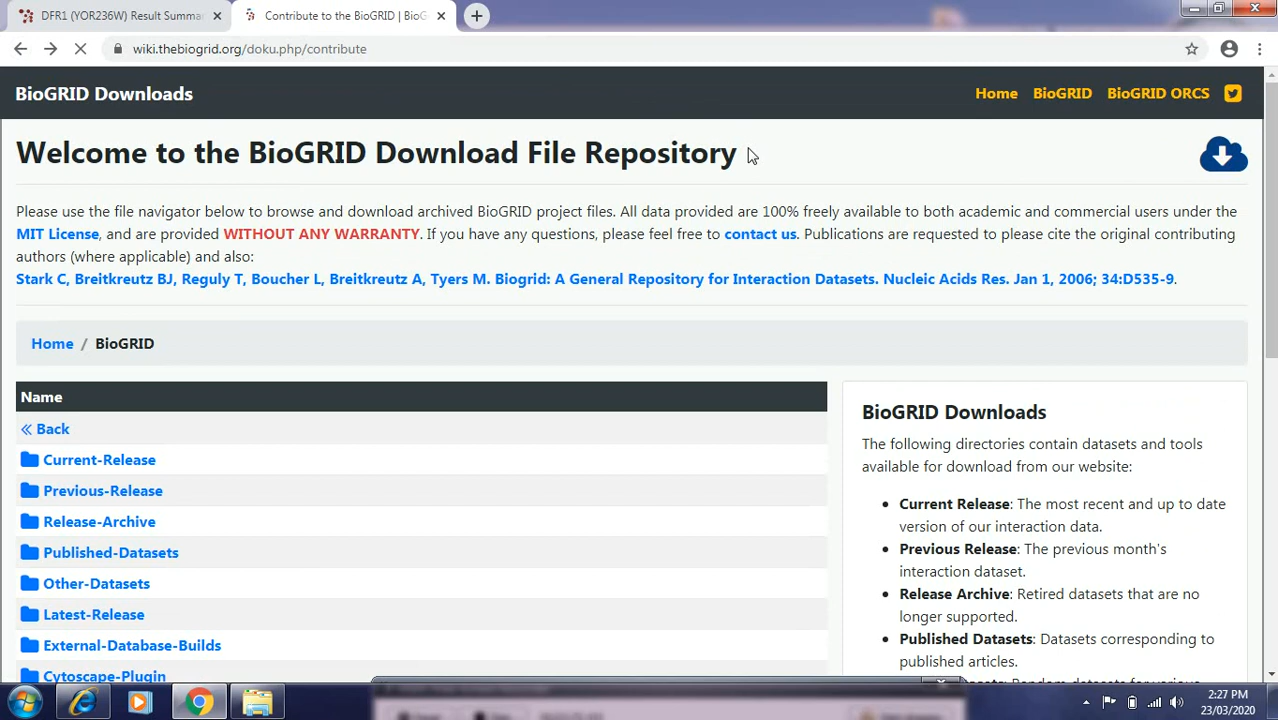 DFR1 (YOR236W) Result Summar
Contribute to the BioGRID | BioG
wiki.thebiogrid.org/doku.php/contribute
BioGRID Downloads
Home BioGRID BioGRID ORCS
Welcome to the BioGRID Download File Repository
Please use the file navigator below to browse and download archived BioGRID project files. All data provided are 100% freely available to both academic and commercial users under the
MIT License, and are provided WITHOUT ANY WARRANTY. If you have any questions, please feel free to contact us. Publications are requested to please cite the original contributing
authors (where applicable) and also:
Stark C, Breitkreutz BJ, Reguly T, Boucher L, Breitkreutz A, Tyers M. Biogrid: A General Repository for Interaction Datasets. Nucleic Acids Res. Jan 1, 2006; 34:D535-9.
Home / BioGRID
Name
« Back
Current-Release
Previous-Release
Release-Archive
Published-Datasets
Other-Datasets
Latest-Release
External-Database-Builds
Cytoscape-Plugin
BioGRID Downloads
The following directories contain datasets and tools
available for download from our website:
• Current Release: The most recent and up to date
version of our interaction data.
• Previous Release: The previous month's
interaction dataset.
• Release Archive: Retired datasets that are no
longer supported.
• Published Datasets: Datasets corresponding to
published articles.
2:27 PM
23/03/2020